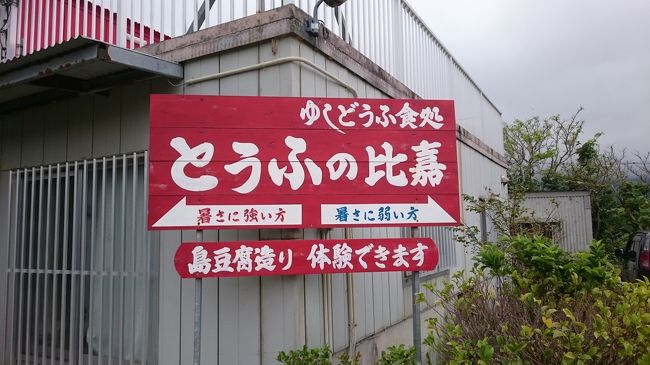 ゆしどうふ食処
とうふの比嘉
暑さに強い方 暑さに弱い方
島豆腐造り 体験できます